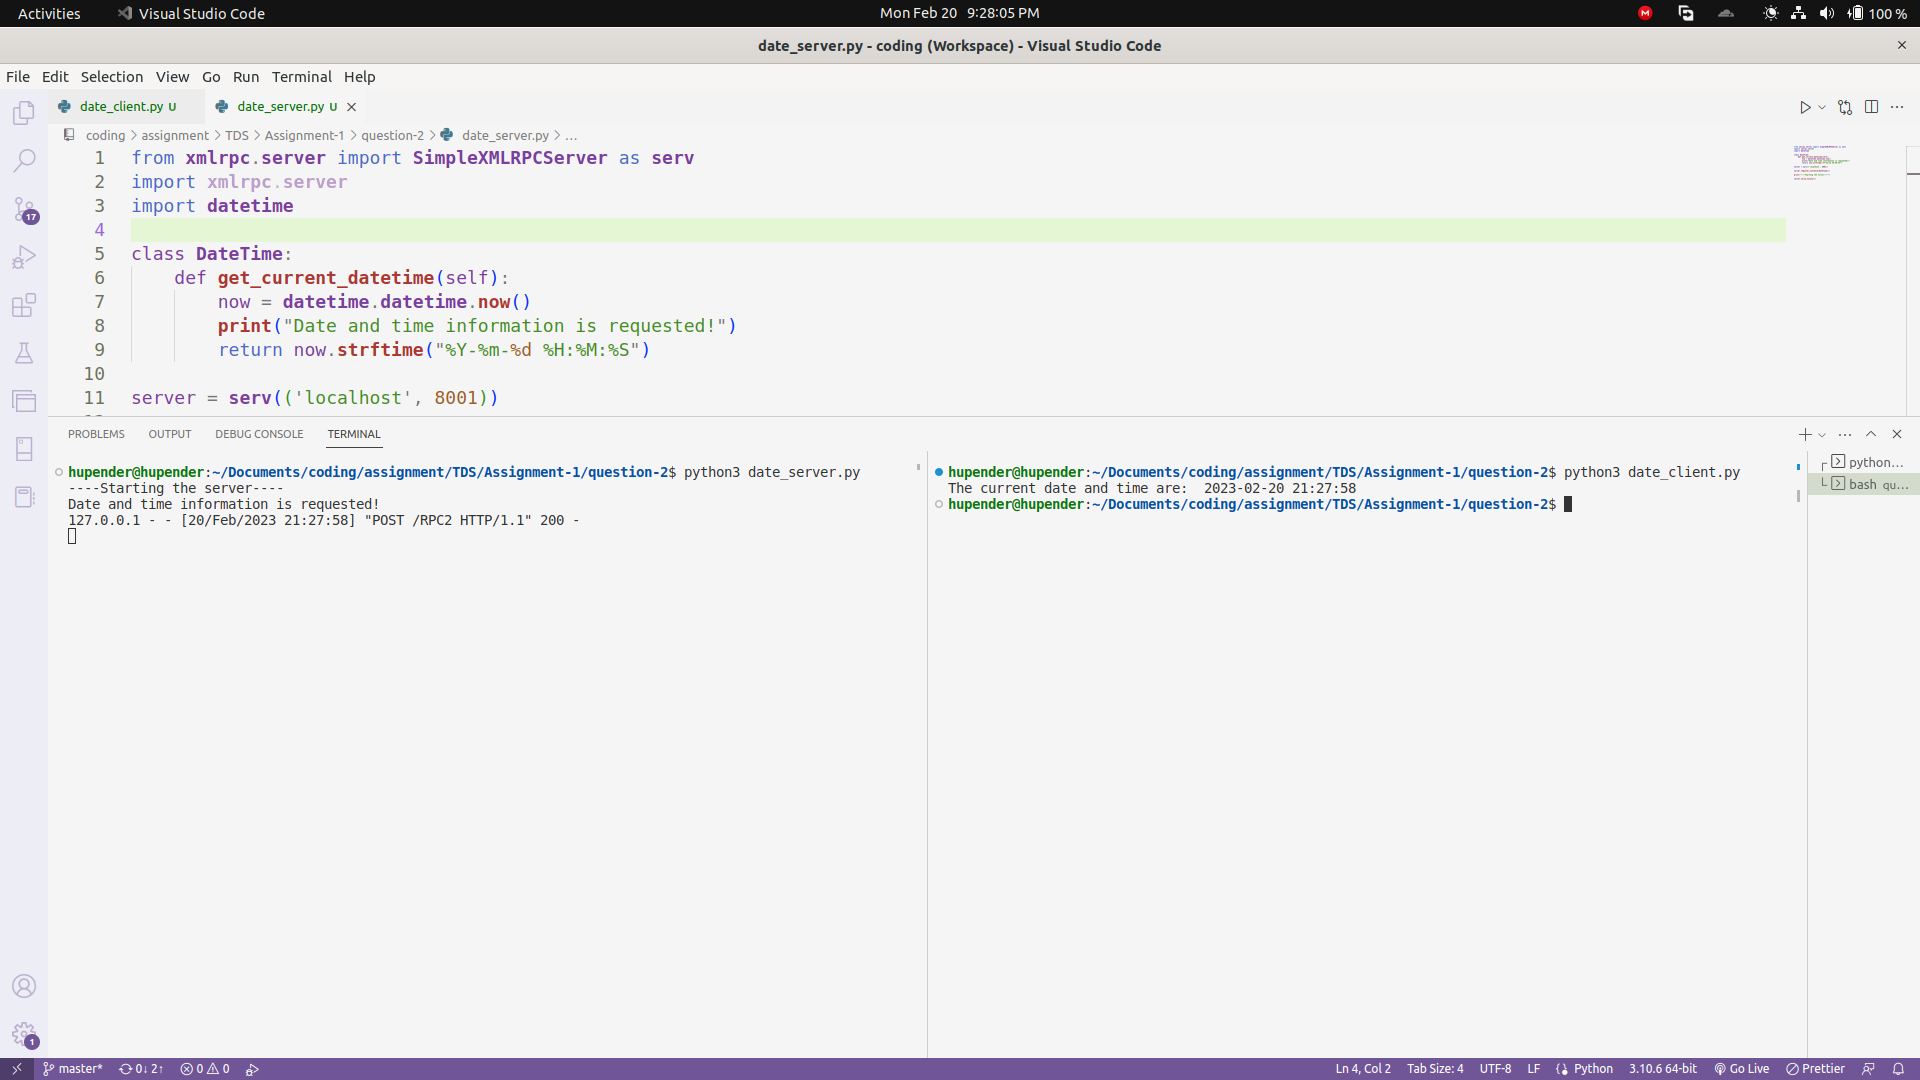 Activities Visual Studio Code Mon Feb 20 9:28:05 PM 100 %
date_server.py - coding (Workspace) - Visual Studio Code
File Edit Selection View Go Run Terminal Help
date_client.py U date_server.py U
coding > assignment > TDS > Assignment-1 > question-2 > date_server.py > ...
1 from xmlrpc.server import SimpleXMLRPCServer as serv
2 import xmlrpc.server
3 import datetime
4
5 class DateTime:
6 def get_current_datetime(self):
7 now = datetime.datetime.now()
8 print("Date and time information is requested!")
9 return now.strftime("%Y-%m-%d %H:%M:%S")
10
11 server = serv(('localhost', 8001))
17
PROBLEMS OUTPUT DEBUG CONSOLE TERMINAL
hupender@hupender:~/Documents/coding/assignment/TDS/Assignment-1/question-2$ python3 date_server.py
----Starting the server----
Date and time information is requested!
127.0.0.1 - - [20/Feb/2023 21:27:58] "POST /RPC2 HTTP/1.1" 200 -
hupender@hupender:~/Documents/coding/assignment/TDS/Assignment-1/question-2$ python3 date_client.py
The current date and time are:  2023-02-20 21:27:58
hupender@hupender:~/Documents/coding/assignment/TDS/Assignment-1/question-2$
python...
bash qu...
1
master* 0↓ 2↑ 0 0 Ln 4, Col 2 Tab Size: 4 UTF-8 LF Python 3.10.6 64-bit Go Live Prettier